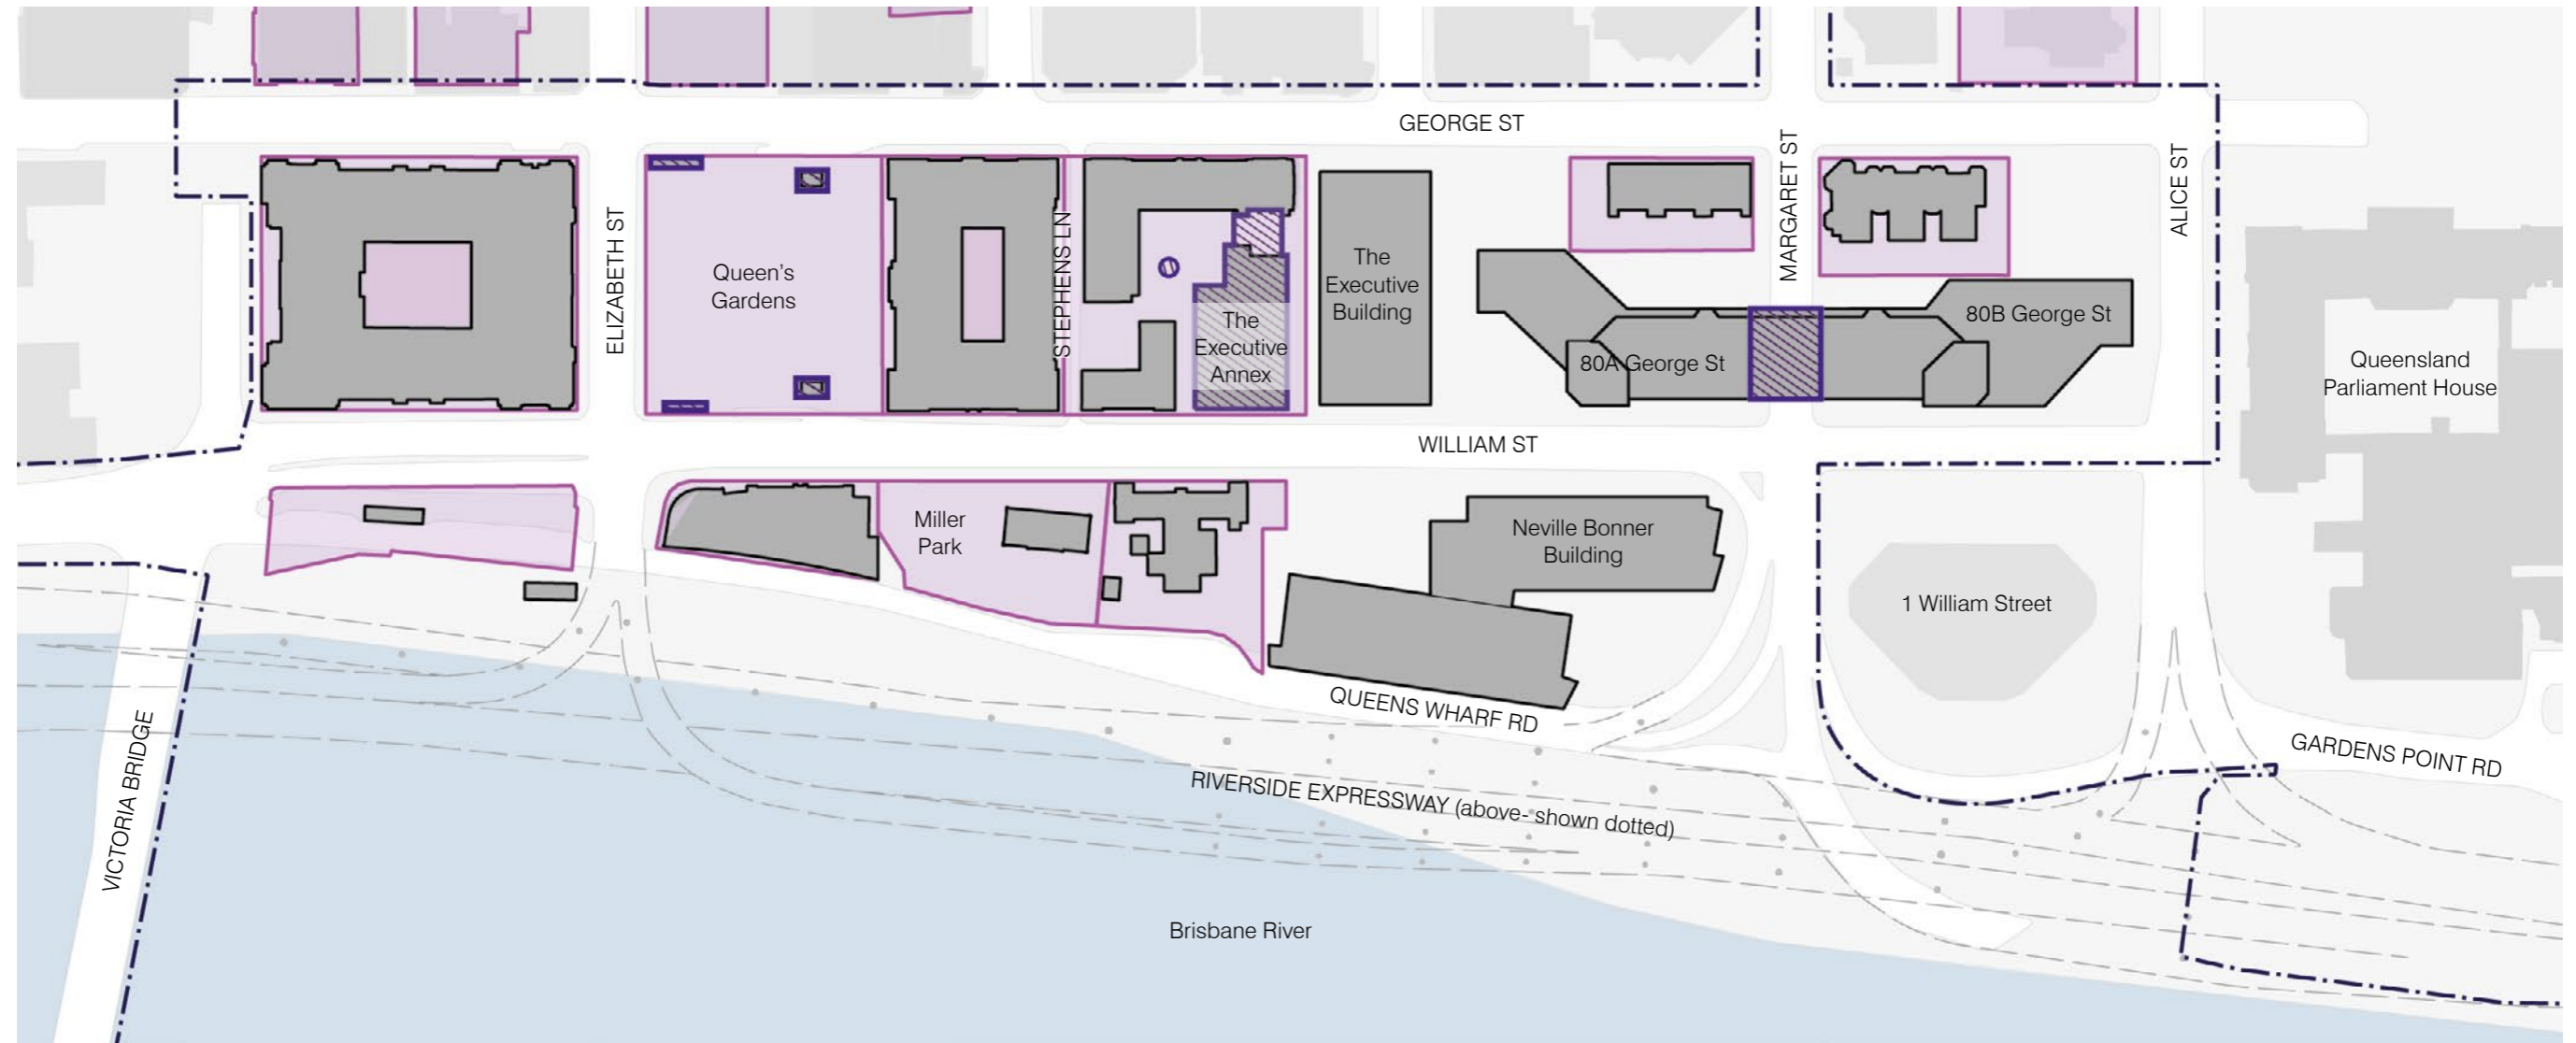 GEORGE ST
ELIZABETH ST
STEPHENS LN
MARGARET ST
ALICE ST
Queen's
Gardens
The
Executive
Building
The
Executive
Annex
80A George St
80B George St
Queensland
Parliament House
WILLIAM ST
Miller
Park
Neville Bonner
Building
1 William Street
QUEENS WHARF RD
GARDENS POINT RD
VICTORIA BRIDGE
RIVERSIDE EXPRESSWAY (above- shown dotted)
Brisbane River